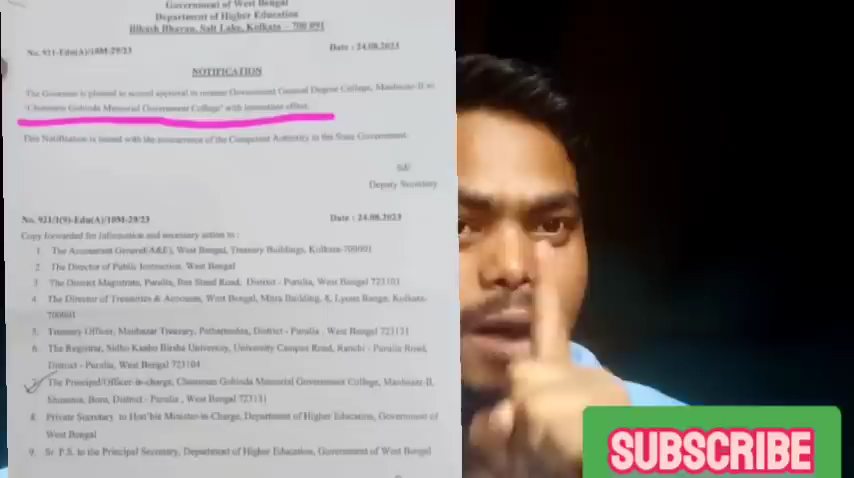 Government of West Bengal
Department of Higher Education
Bikash Bhavan, Salt Lake, Kolkata – 700 091
No. 921-Edu(A)/10M-29/23
Date : 24.08.2023
NOTIFICATION
The Governor is pleased to accord approval to rename Government General Degree College, Manbazar-II to
Gobinda Memorial Government College' with immediate effect.
This Notification is issued with the concurrence of the Competent Authority in the State Government.
Sd/
Deputy Secretary
No. 921/1(9)-Edu(A)/10M-29/23
Date : 24.08.2023
Copy forwarded for information and necessary action to :
1. The Accountant General(A&E), West Bengal, Treasury Buildings, Kolkata-700001
2. The Director of Public Instruction, West Bengal
3. The District Magistrate, Purulia, Road, District - Purulia, West Bengal 723101
4. The Director of Treasuries & Accounts, West Bengal, Mitra Building, 8, Lyons Range, Kolkata-
700001
5. Treasury Officer, Manbazar Treasury, District - Purulia , West Bengal 723131
6. The Registrar, Sidho Kanho Birsha University, University Campus Road, Ranchi - Purulia Road,
District - Purulia, West Bengal 723104
7. The Principal/Officer-in-charge, Gobinda Memorial Government College, Manbazar-II,
Boro, District - Purulia , West Bengal 723131
8. Private Secretary to Hon'ble Minister-in-Charge, Department of Higher Education, Government of
West Bengal
9. Sr. P.S. to the Principal Secretary, Department of Higher Education, Government of West Bengal
SUBSCRIBE